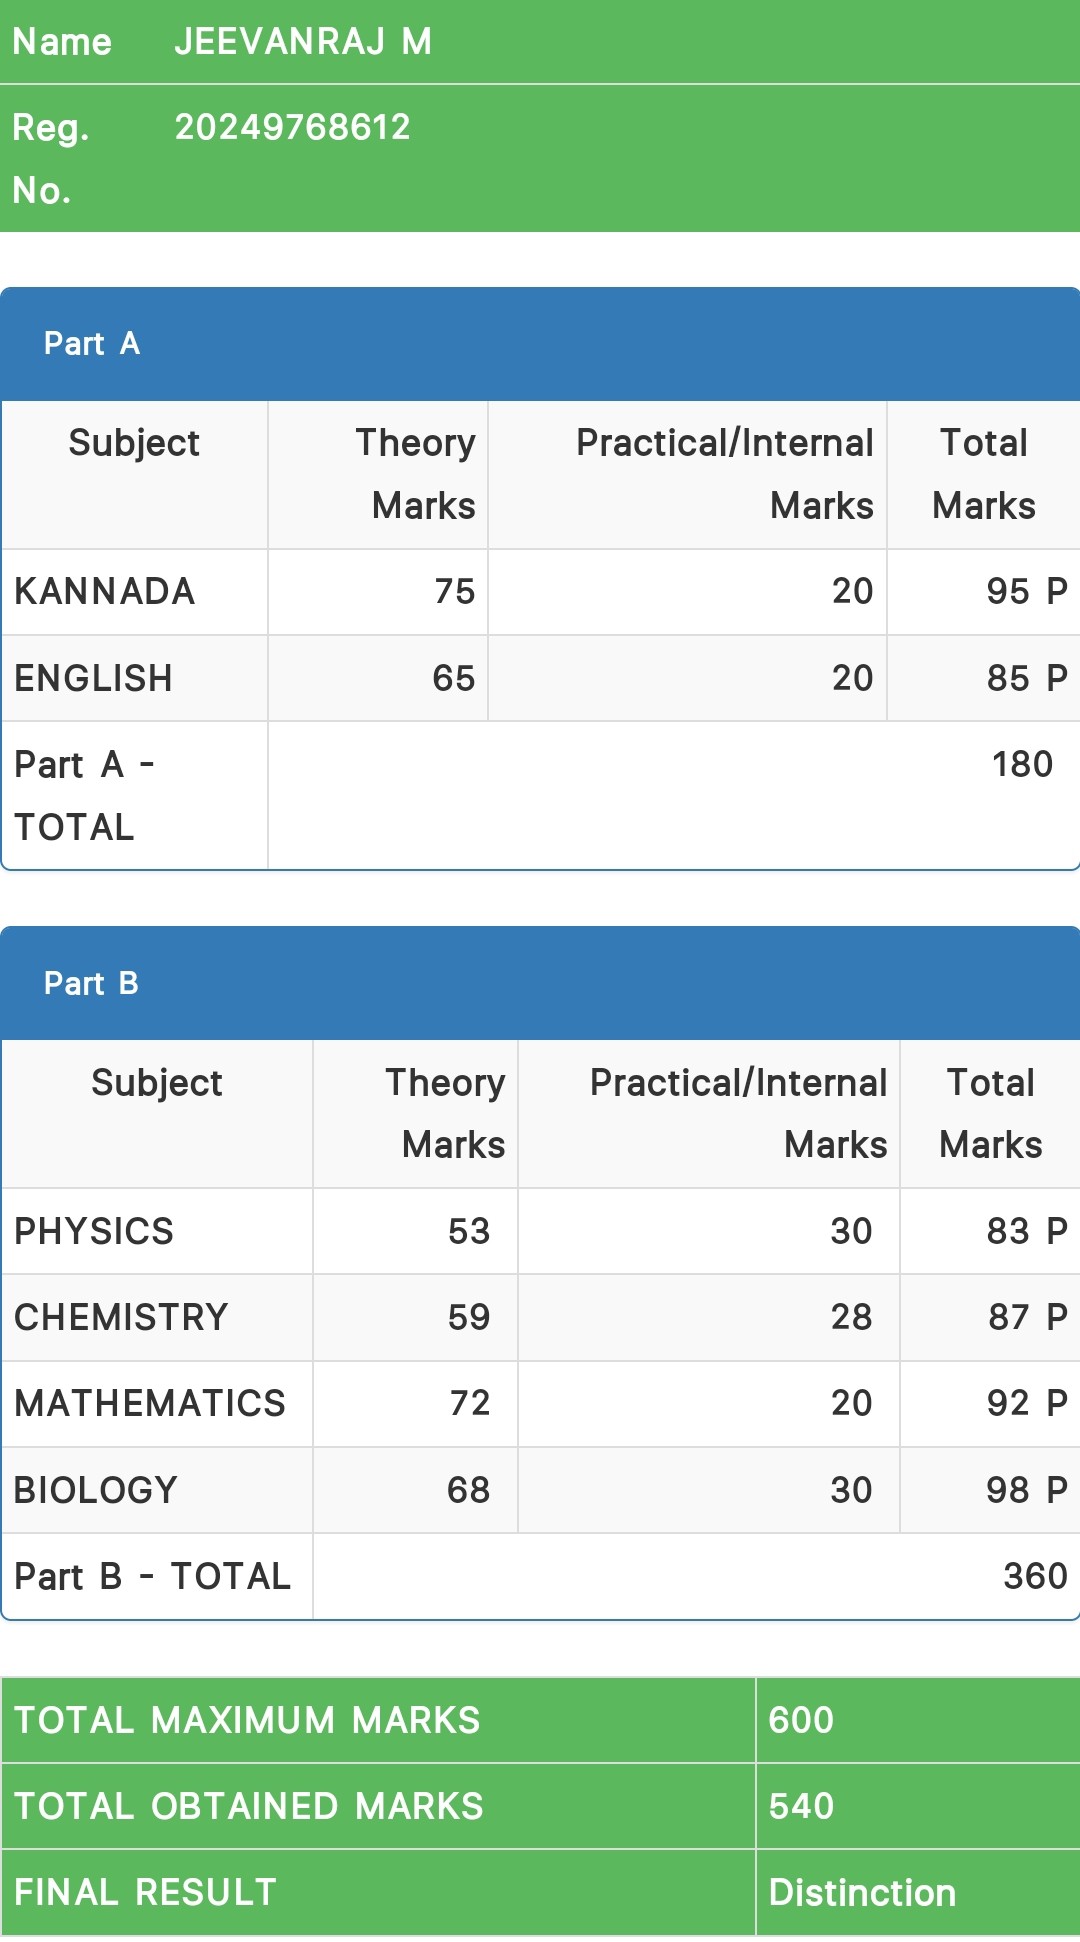 Name JEEVANRAJ M
Reg. 20249768612
No.
Part A
Subject Theory Practical/Internal Total
Marks Marks Marks
KANNADA 75 20 95 P
ENGLISH 65 20 85 P
Part A - 180
TOTAL
Part B
Subject Theory Practical/Internal Total
Marks Marks Marks
PHYSICS 53 30 83 P
CHEMISTRY 59 28 87 P
MATHEMATICS 72 20 92 P
BIOLOGY 68 30 98 P
Part B - TOTAL 360
TOTAL MAXIMUM MARKS 600
TOTAL OBTAINED MARKS 540
FINAL RESULT Distinction